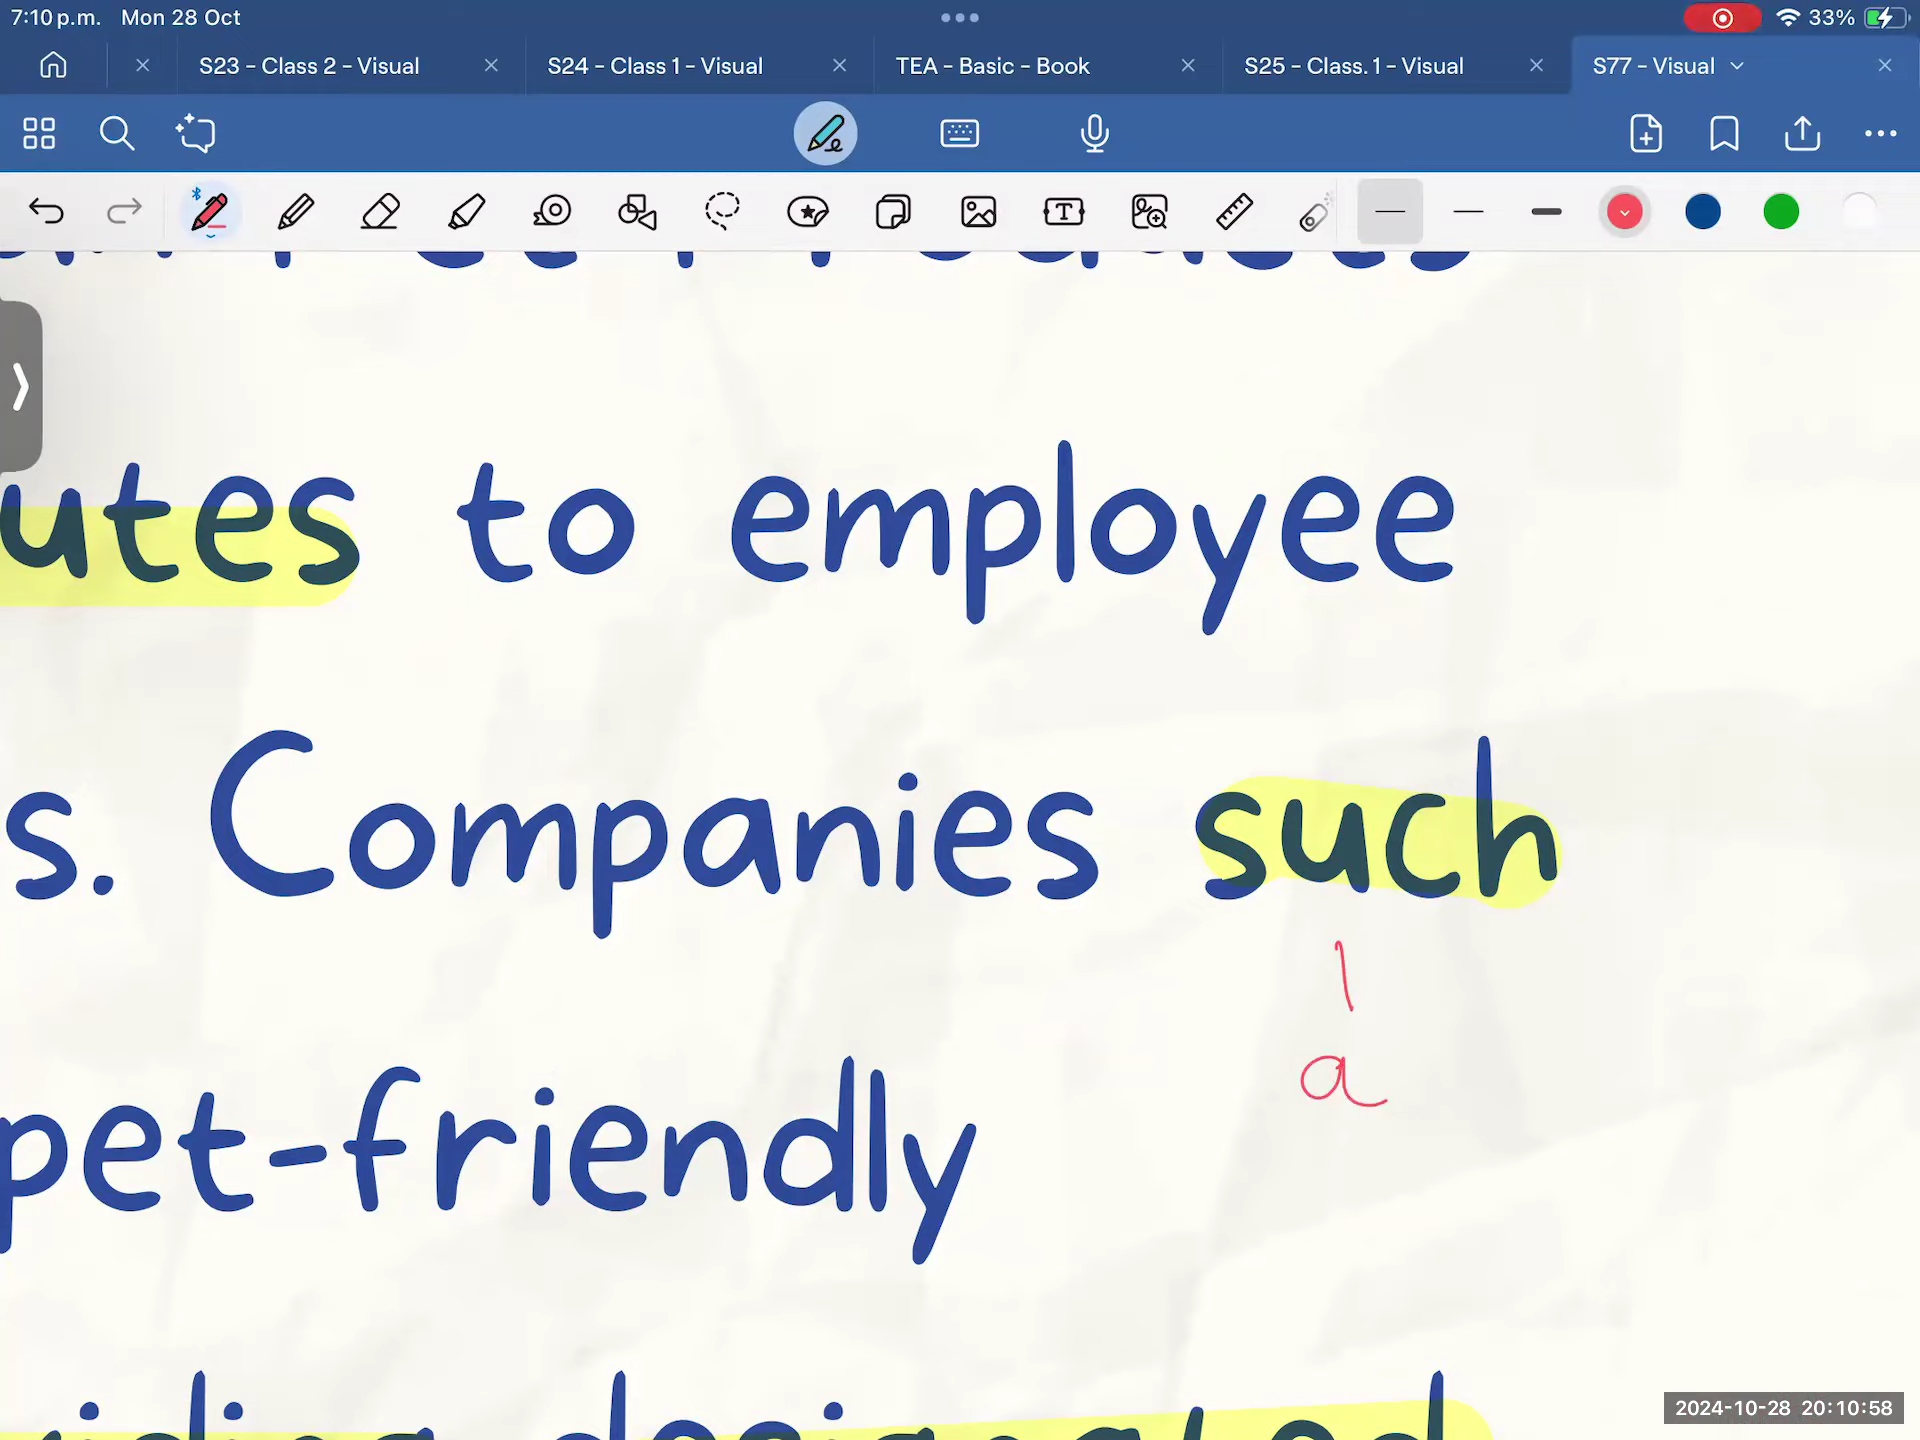 7:10 p.m. Mon 28 Oct
33%
S23 - Class 2 - Visual
S24 - Class 1 - Visual
TEA - Basic - Book
S25 - Class. 1 - Visual
S77 - Visual
utes to employee
s. Companies such
a
pet-friendly
2024-10-28 20:10:58